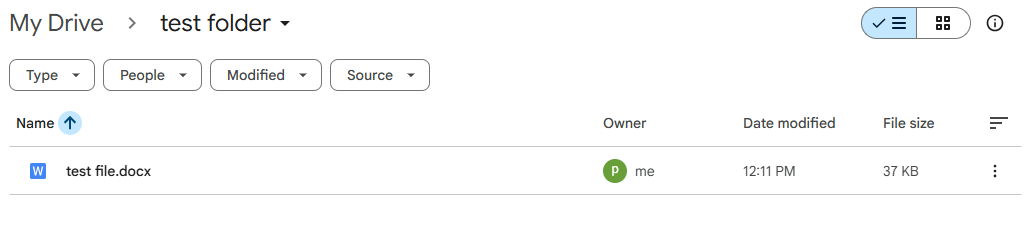 My Drive > test folder
Type People Modified Source
Name Owner Date modified File size
W test file.docx p me 12:11 PM 37 KB